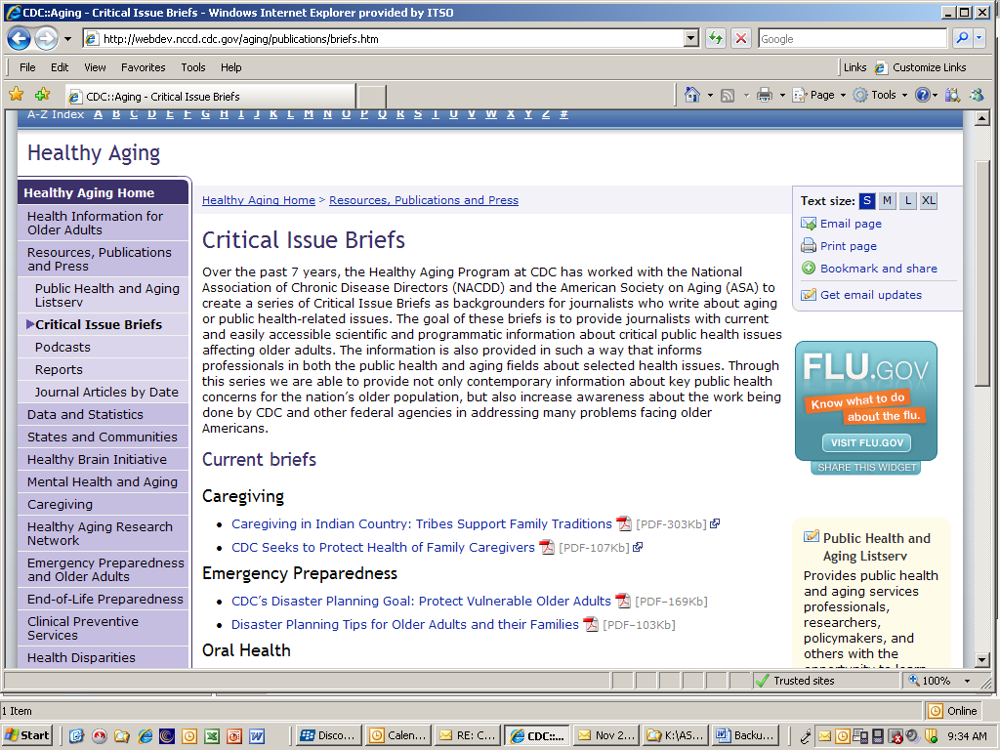 CDC::Aging - Critical Issue Briefs - Windows Internet Explorer provided by ITSO
http://webdev.nccd.cdc.gov/aging/publications/briefs.htm
Google
File Edit View Favorites Tools Help
Links Customize Links
CDC::Aging - Critical Issue Briefs
Page Tools
A-Z Index A B C D E F G H I J K L M N O P Q R S T U V W X Y Z #
Healthy Aging
Healthy Aging Home
Health Information for
Older Adults
Resources, Publications
and Press
Public Health and Aging
Listserv
Critical Issue Briefs
Podcasts
Reports
Journal Articles by Date
Data and Statistics
States and Communities
Healthy Brain Initiative
Mental Health and Aging
Caregiving
Healthy Aging Research
Network
Emergency Preparedness
and Older Adults
End-of-Life Preparedness
Clinical Preventive
Services
Health Disparities
Healthy Aging Home > Resources, Publications and Press
Critical Issue Briefs
Over the past 7 years, the Healthy Aging Program at CDC has worked with the National
Association of Chronic Disease Directors (NACDD) and the American Society on Aging (ASA) to
create a series of Critical Issue Briefs as backgrounders for journalists who write about aging
or public health-related issues. The goal of these briefs is to provide journalists with current
and easily accessible scientific and programmatic information about critical public health issues
affecting older adults. The information is also provided in such a way that informs
professionals in both the public health and aging fields about selected health issues. Through
this series we are able to provide not only contemporary information about key public health
concerns for the nation's older population, but also increase awareness about the work being
done by CDC and other federal agencies in addressing many problems facing older
Americans.
Current briefs
Caregiving
Caregiving in Indian Country: Tribes Support Family Traditions [PDF-303Kb]
CDC Seeks to Protect Health of Family Caregivers [PDF-107Kb]
Emergency Preparedness
CDC's Disaster Planning Goal: Protect Vulnerable Older Adults [PDF–169Kb]
Disaster Planning Tips for Older Adults and their Families [PDF–103Kb]
Oral Health
Text size: S M L XL
Email page
Print page
Bookmark and share
Get email updates
FLU.GOV
Know what to do
about the flu.
VISIT FLU.GOV
SHARE THIS WIDGET
Public Health and
Aging Listserv
Provides public health
and aging services
professionals,
researchers,
policymakers, and
others with the
opportunity to learn
Trusted sites 100%
1 Item Online
Start Disco... Calen... RE: C... CDC::... Nov 2... K:\AS... Backu... 9:34 AM